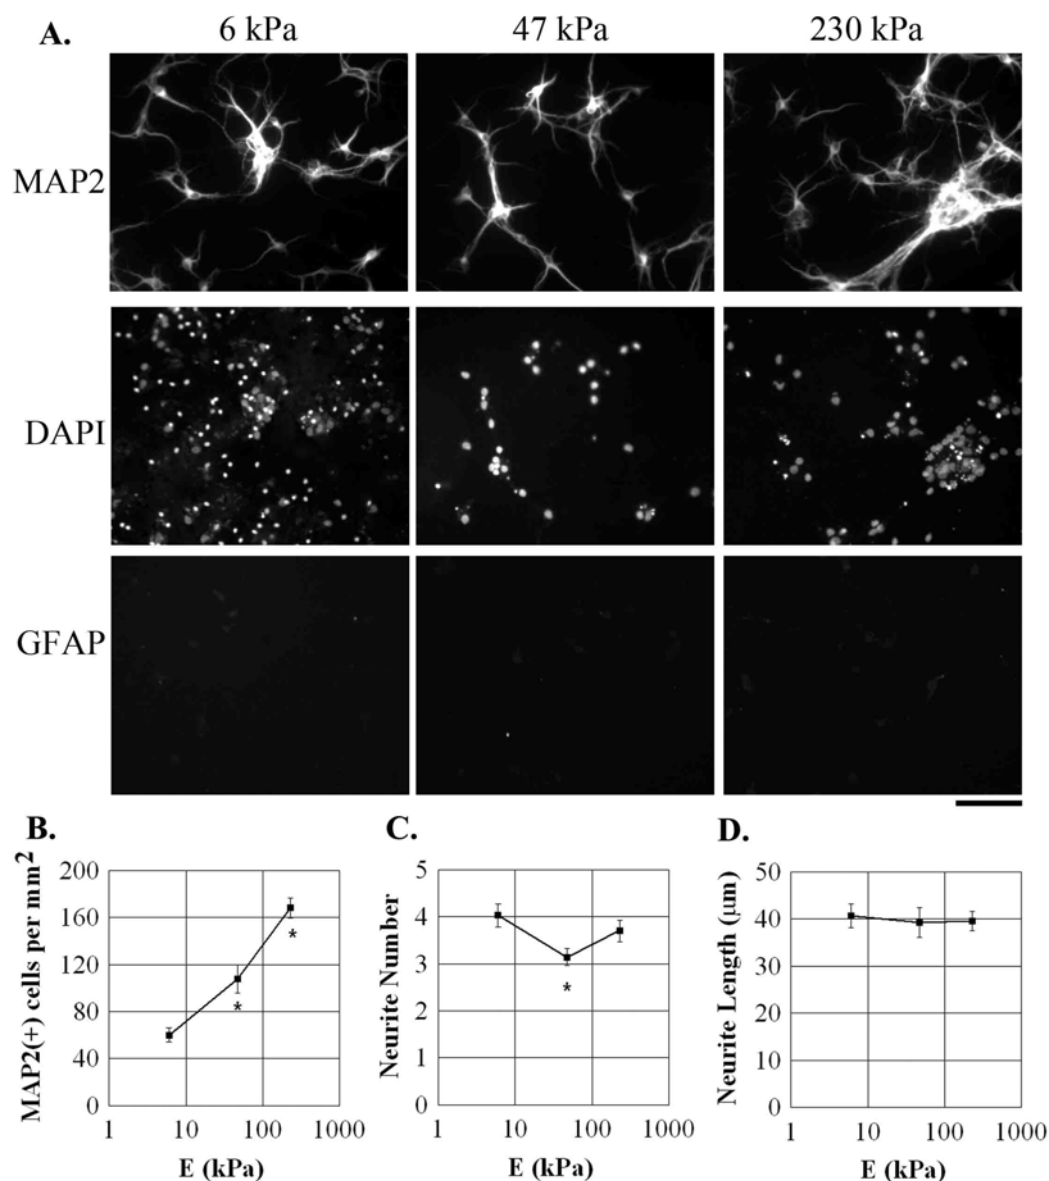 A.
6 kPa 47 kPa 230 kPa
MAP2
DAPI
GFAP
B.
MAP2(+) cells per mm²
200
160
120
80
40
0
1 10 100 1000
E (kPa)
*
*
C.
Neurite Number
5
4
3
2
1
0
1 10 100 1000
E (kPa)
*
D.
Neurite Length (µm)
50
40
30
20
10
0
1 10 100 1000
E (kPa)